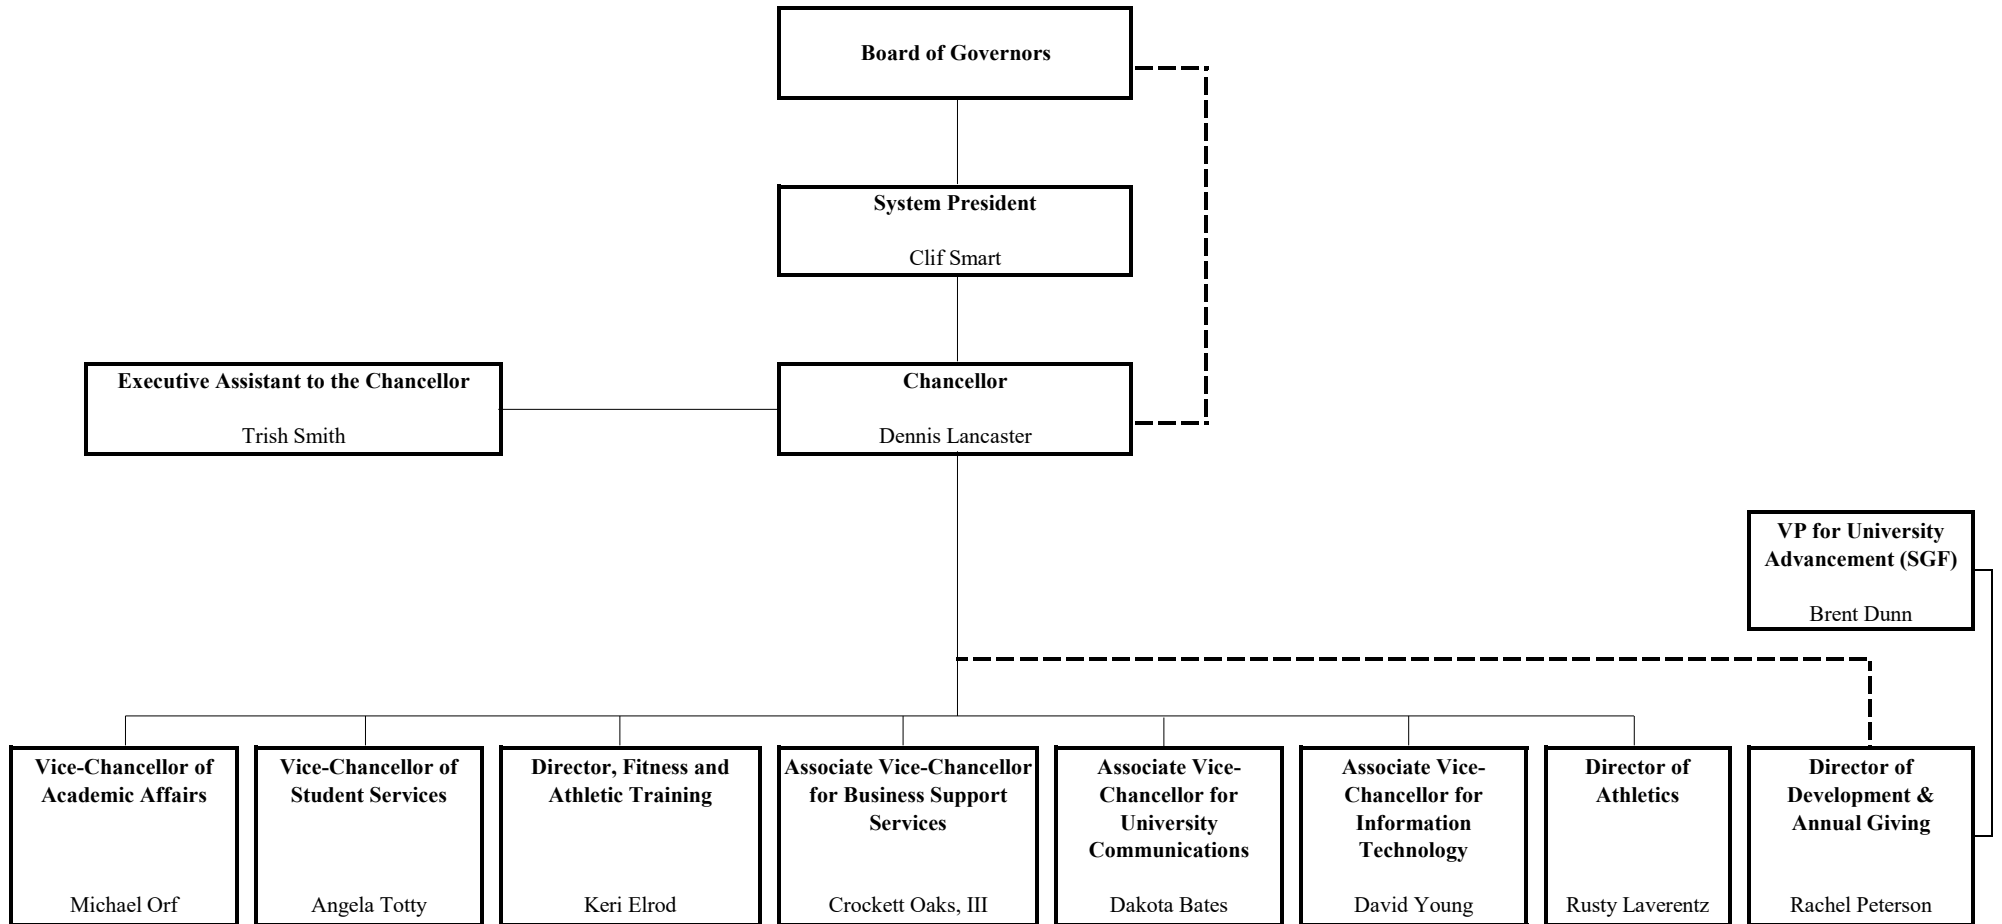 Board of Governors
System President
Clif Smart
Executive Assistant to the Chancellor
Trish Smith
Chancellor
Dennis Lancaster
VP for University
Advancement (SGF)
Brent Dunn
Vice-Chancellor of
Academic Affairs
Michael Orf
Vice-Chancellor of
Student Services
Angela Totty
Director, Fitness and
Athletic Training
Keri Elrod
Associate Vice-Chancellor
for Business Support
Services
Crockett Oaks, III
Associate Vice-
Chancellor for
University
Communications
Dakota Bates
Associate Vice-
Chancellor for
Information
Technology
David Young
Director of
Athletics
Rusty Laverentz
Director of
Development &
Annual Giving
Rachel Peterson